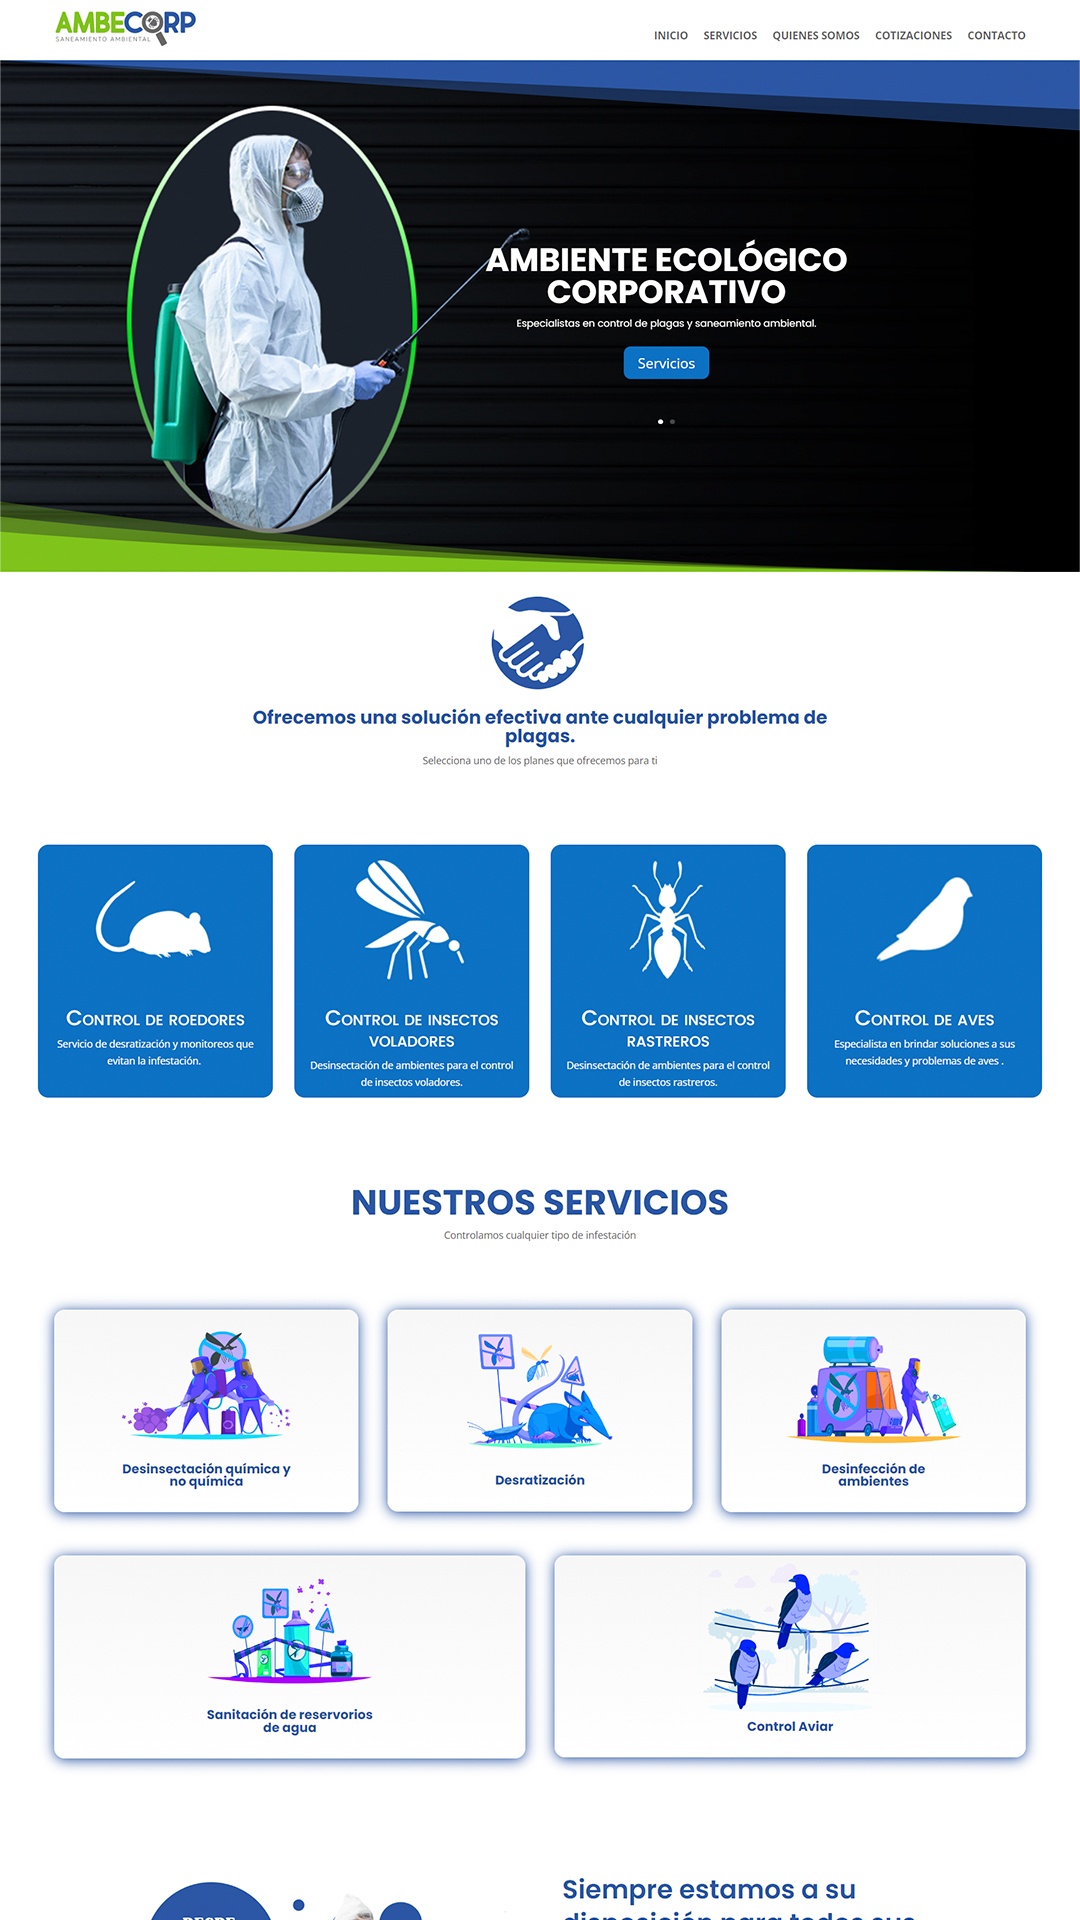 AMBECORP
SANEAMIENTO AMBIENTAL
INICIO SERVICIOS QUIENES SOMOS COTIZACIONES CONTACTO
AMBIENTE ECOLÓGICO
CORPORATIVO
Especialistas en control de plagas y saneamiento ambiental.
Servicios
Ofrecemos una solución efectiva ante cualquier problema de
plagas.
Selecciona uno de los planes que ofrecemos para ti
Control de roedores
Servicio de desratización y monitoreos que
evitan la infestación.
Control de insectos
voladores
Desinsectación de ambientes para el control
de insectos voladores.
Control de insectos
rastreros
Desinsectación de ambientes para el control
de insectos rastreros.
Control de aves
Especialista en brindar soluciones a sus
necesidades y problemas de aves .
NUESTROS SERVICIOS
Controlamos cualquier tipo de infestación
Desinsectación química y
no química
Desratización
Desinfección de
ambientes
Sanitación de reservorios
de agua
Control Aviar
DESDE
Siempre estamos a su
disposición para todos sus